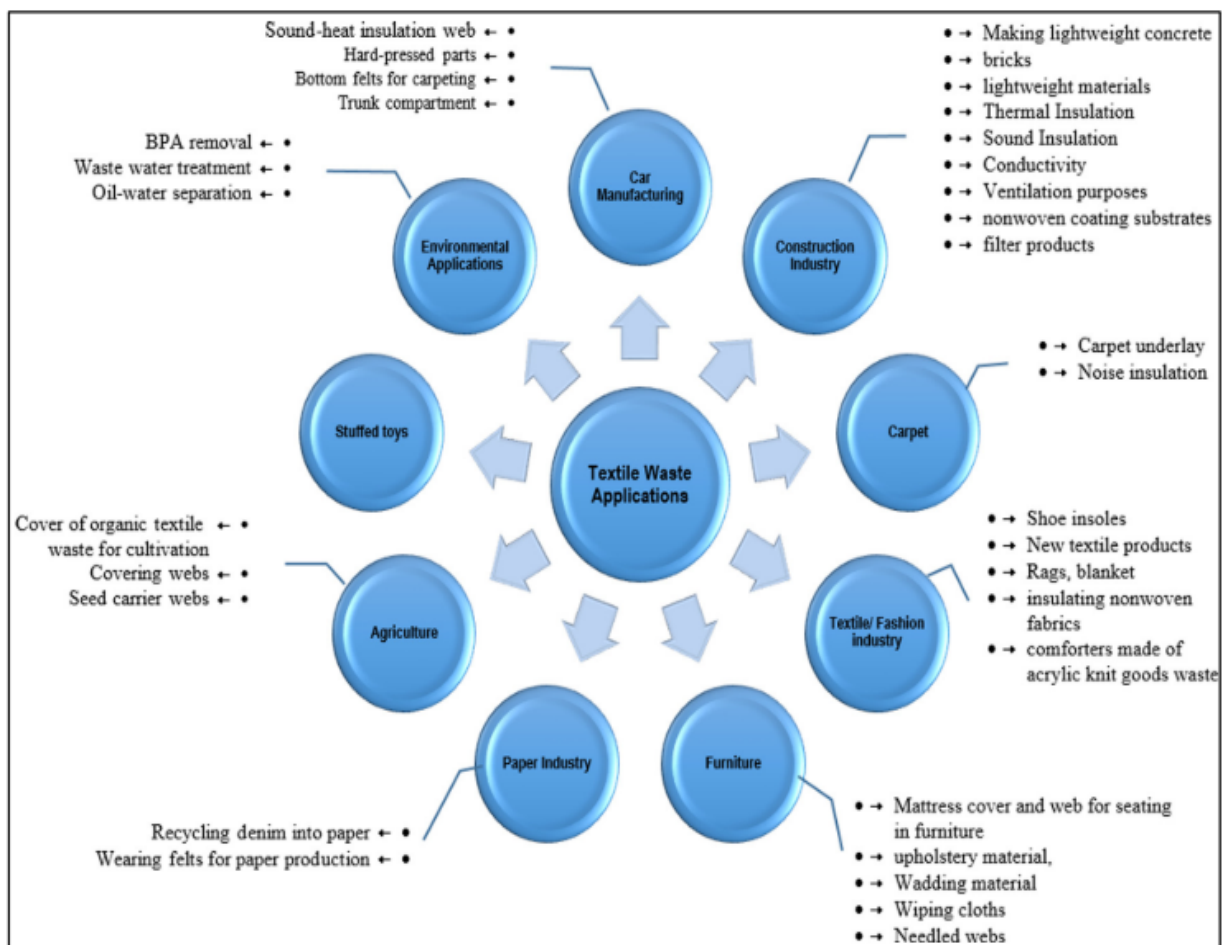 Sound-heat insulation web ← •
Hard-pressed parts ← •
Bottom felts for carpeting ← •
Trunk compartment ← •
Car
Manufacturing
• → Making lightweight concrete
• → bricks
• → lightweight materials
• → Thermal Insulation
• → Sound Insulation
• → Conductivity
• → Ventilation purposes
• → nonwoven coating substrates
• → filter products
Construction
Industry
• → Carpet underlay
• → Noise insulation
Carpet
• → Shoe insoles
• → New textile products
• → Rags, blanket
• → insulating nonwoven
fabrics
• → comforters made of
acrylic knit goods waste
Textile/ Fashion
industry
• → Mattress cover and web for seating
in furniture
• → upholstery material,
• → Wadding material
• → Wiping cloths
• → Needled webs
Furniture
Paper Industry
Recycling denim into paper ← •
Wearing felts for paper production ← •
Cover of organic textile ← •
waste for cultivation
Covering webs ← •
Seed carrier webs ← •
Agriculture
Stuffed toys
BPA removal ← •
Waste water treatment ← •
Oil-water separation ← •
Environmental
Applications
Textile Waste
Applications